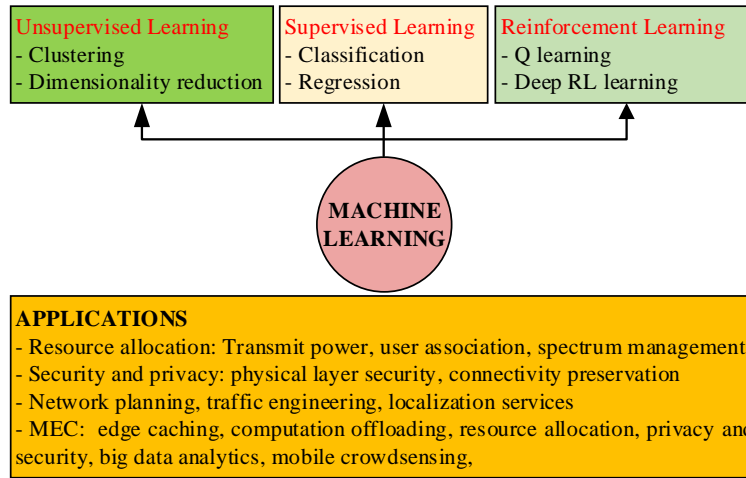 Unsupervised Learning
- Clustering
- Dimensionality reduction
Supervised Learning
- Classification
- Regression
Reinforcement Learning
- Q learning
- Deep RL learning
MACHINE
LEARNING
APPLICATIONS
- Resource allocation: Transmit power, user association, spectrum management
- Security and privacy: physical layer security, connectivity preservation
- Network planning, traffic engineering, localization services
- MEC: edge caching, computation offloading, resource allocation, privacy and
security, big data analytics, mobile crowdsensing,